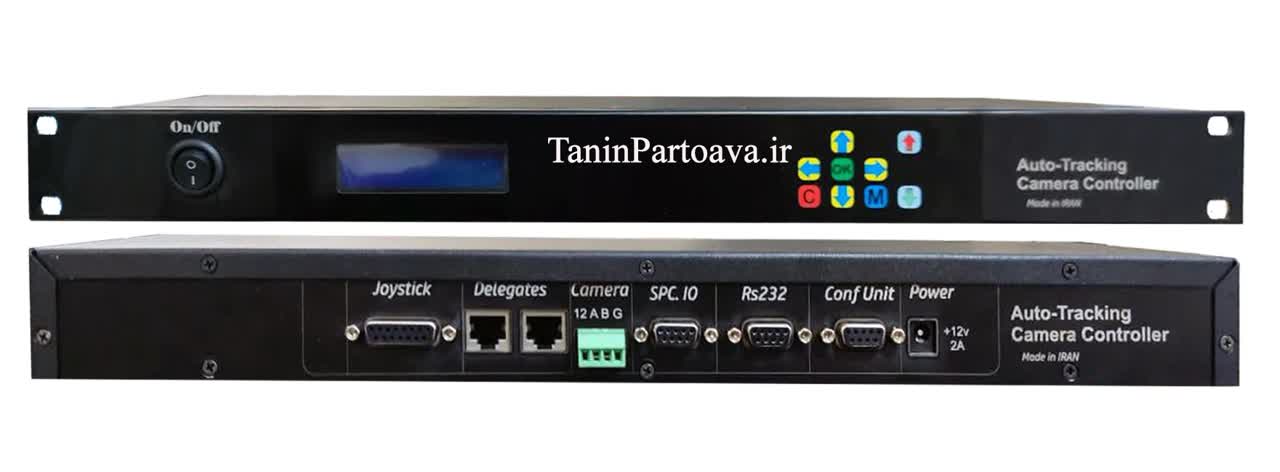 On/Off
O
I
TaninPartoava.ir
OK
C
M
Auto-Tracking
Camera Controller
Made in IRAN
Joystick
Delegates
Camera
12 A B G
SPC. IO
Rs232
Conf Unit
Power
+12v
2A
Auto-Tracking
Camera Controller
Made in IRAN